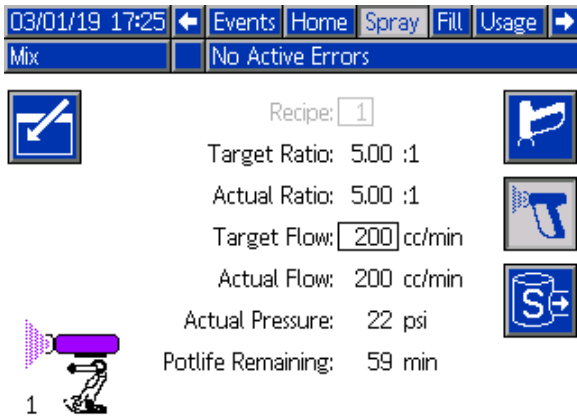 03/01/19 17:25 Events Home Spray Fill Usage
Mix No Active Errors
Recipe: 1
Target Ratio: 5.00 :1
Actual Ratio: 5.00 :1
Target Flow: 200 cc/min
Actual Flow: 200 cc/min
Actual Pressure: 22 psi
Potlife Remaining: 59 min
S
1